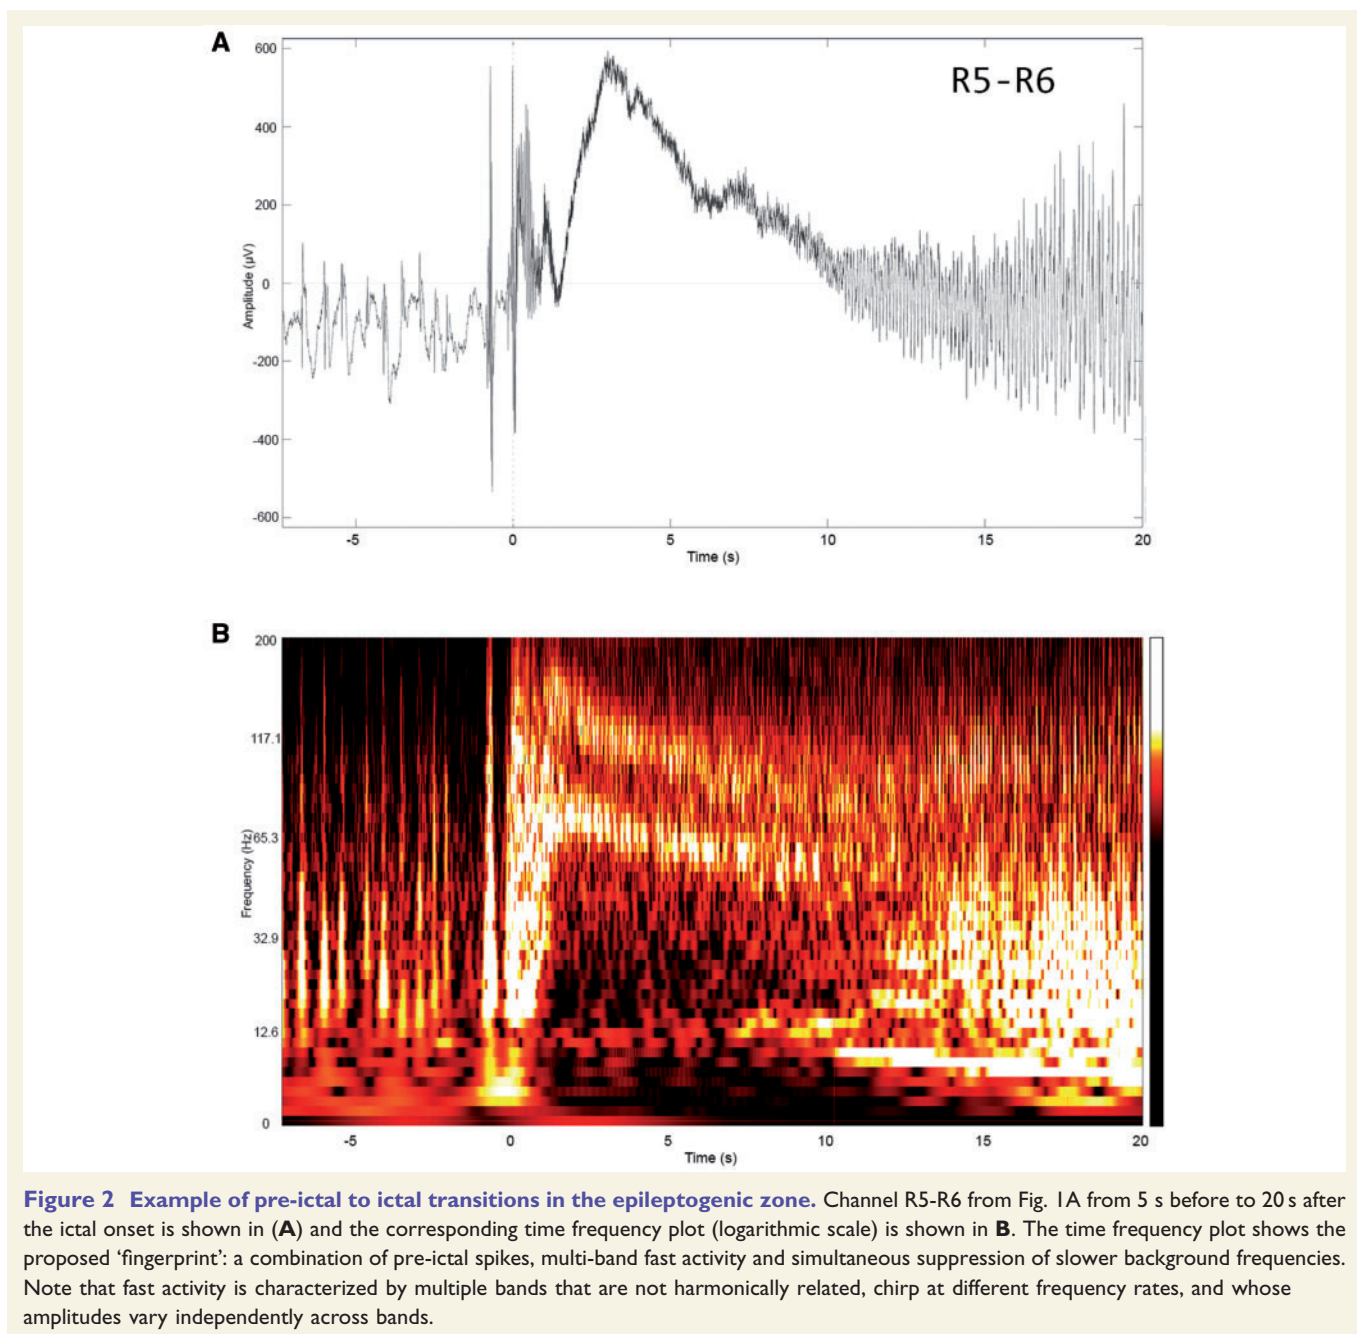 A
R5-R6
600
400
200
0
-200
-400
-600
Amplitude (µV)
-5 0 5 10 15 20
Time (s)
B
200
117.1
65.3
32.9
12.6
0
Frequency (Hz)
-5 0 5 10 15 20
Time (s)
Figure 2 Example of pre-ictal to ictal transitions in the epileptogenic zone. Channel R5-R6 from Fig. 1A from 5 s before to 20 s after
the ictal onset is shown in (A) and the corresponding time frequency plot (logarithmic scale) is shown in B. The time frequency plot shows the
proposed ‘fingerprint’: a combination of pre-ictal spikes, multi-band fast activity and simultaneous suppression of slower background frequencies.
Note that fast activity is characterized by multiple bands that are not harmonically related, chirp at different frequency rates, and whose
amplitudes vary independently across bands.